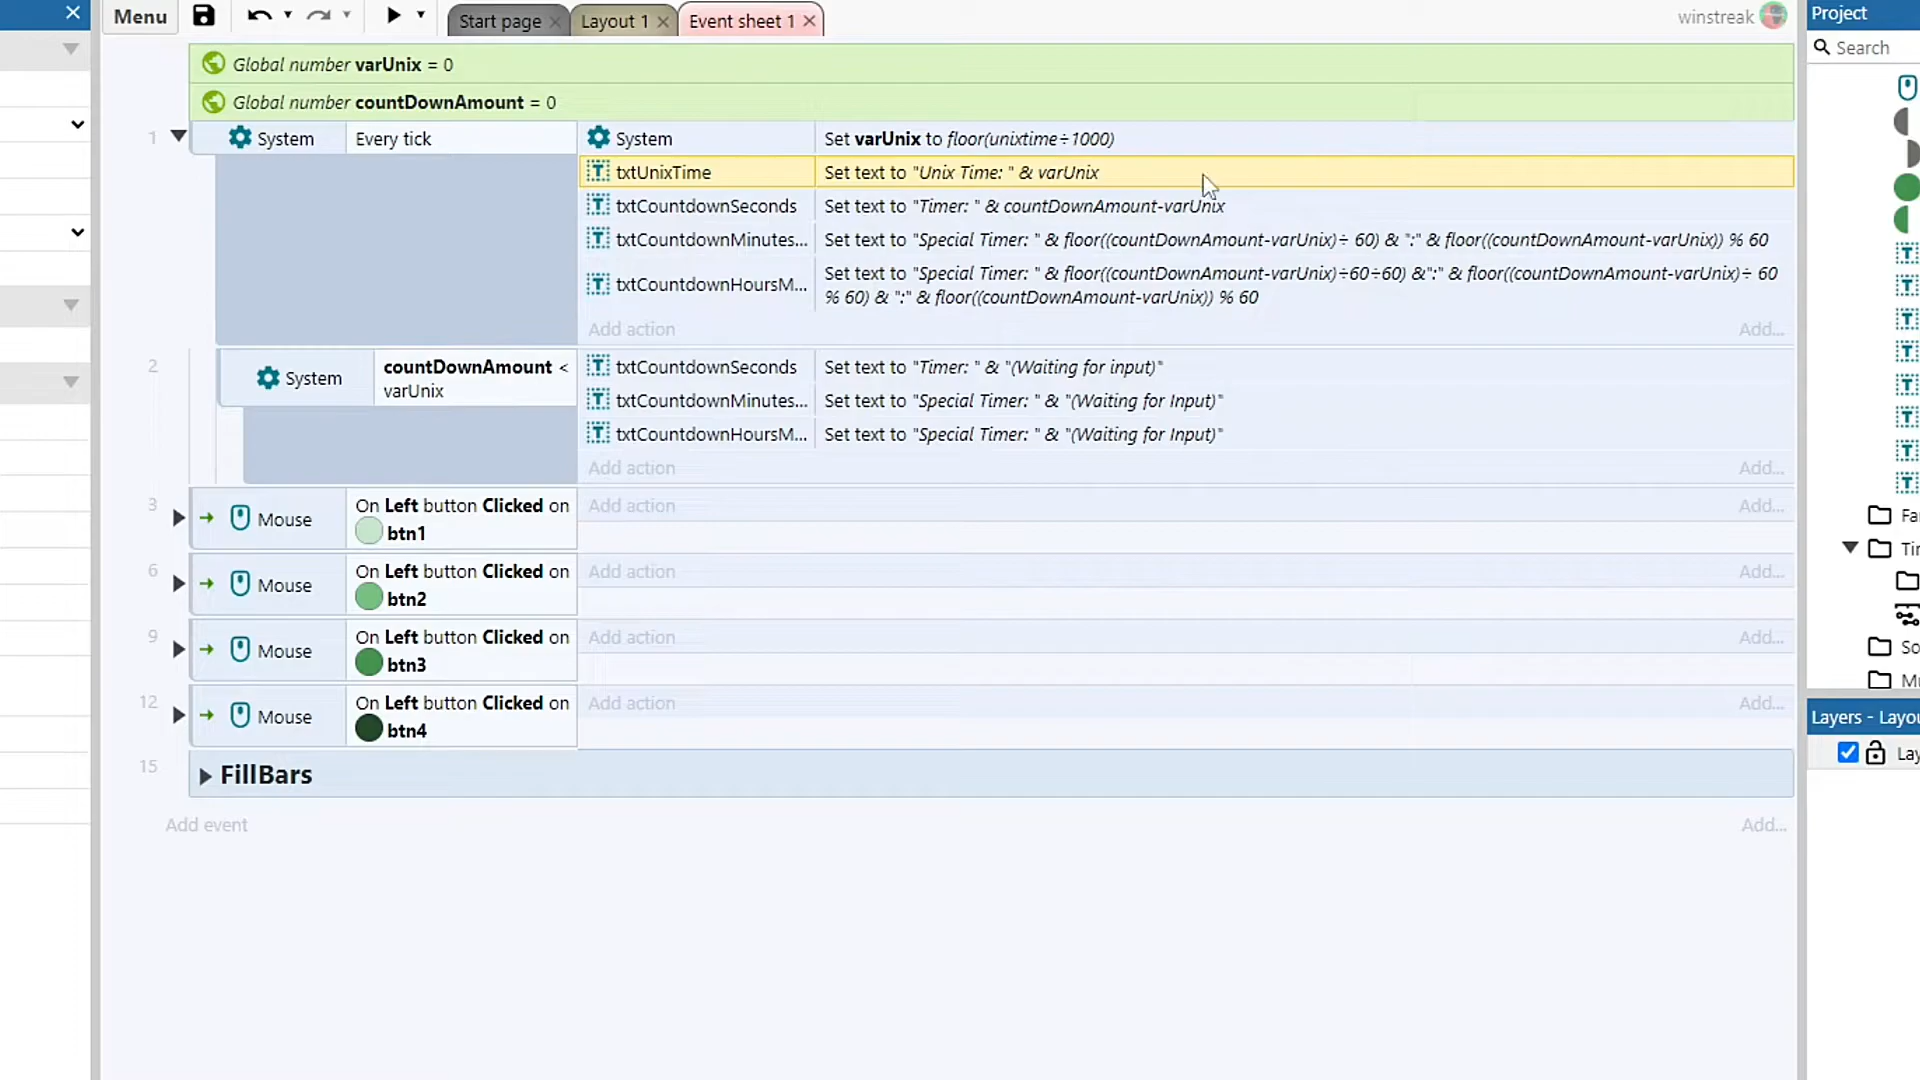 Menu
Start page
Layout 1
Event sheet 1
winstreak
Project
Search
Global number varUnix = 0
Global number countDownAmount = 0
1 System Every tick System Set varUnix to floor(unixtime÷1000)
txtUnixTime Set text to "Unix Time: " & varUnix
txtCountdownSeconds Set text to "Timer: " & countDownAmount-varUnix
txtCountdownMinutes... Set text to "Special Timer: " & floor((countDownAmount-varUnix)÷ 60) & ":" & floor((countDownAmount-varUnix)) % 60
txtCountdownHoursM... Set text to "Special Timer: " & floor((countDownAmount-varUnix)÷60÷60) &":" & floor((countDownAmount-varUnix)÷ 60
% 60) & ":" & floor((countDownAmount-varUnix)) % 60
Add action Add...
2 System countDownAmount <
varUnix
txtCountdownSeconds Set text to "Timer: " & "(Waiting for input)"
txtCountdownMinutes... Set text to "Special Timer: " & "(Waiting for Input)"
txtCountdownHoursM... Set text to "Special Timer: " & "(Waiting for Input)"
Add action Add...
3 Mouse On Left button Clicked on
btn1
Add action Add...
6 Mouse On Left button Clicked on
btn2
Add action Add...
9 Mouse On Left button Clicked on
btn3
Add action Add...
12 Mouse On Left button Clicked on
btn4
Add action Add...
15 FillBars
Add event Add...
Layers - Layou